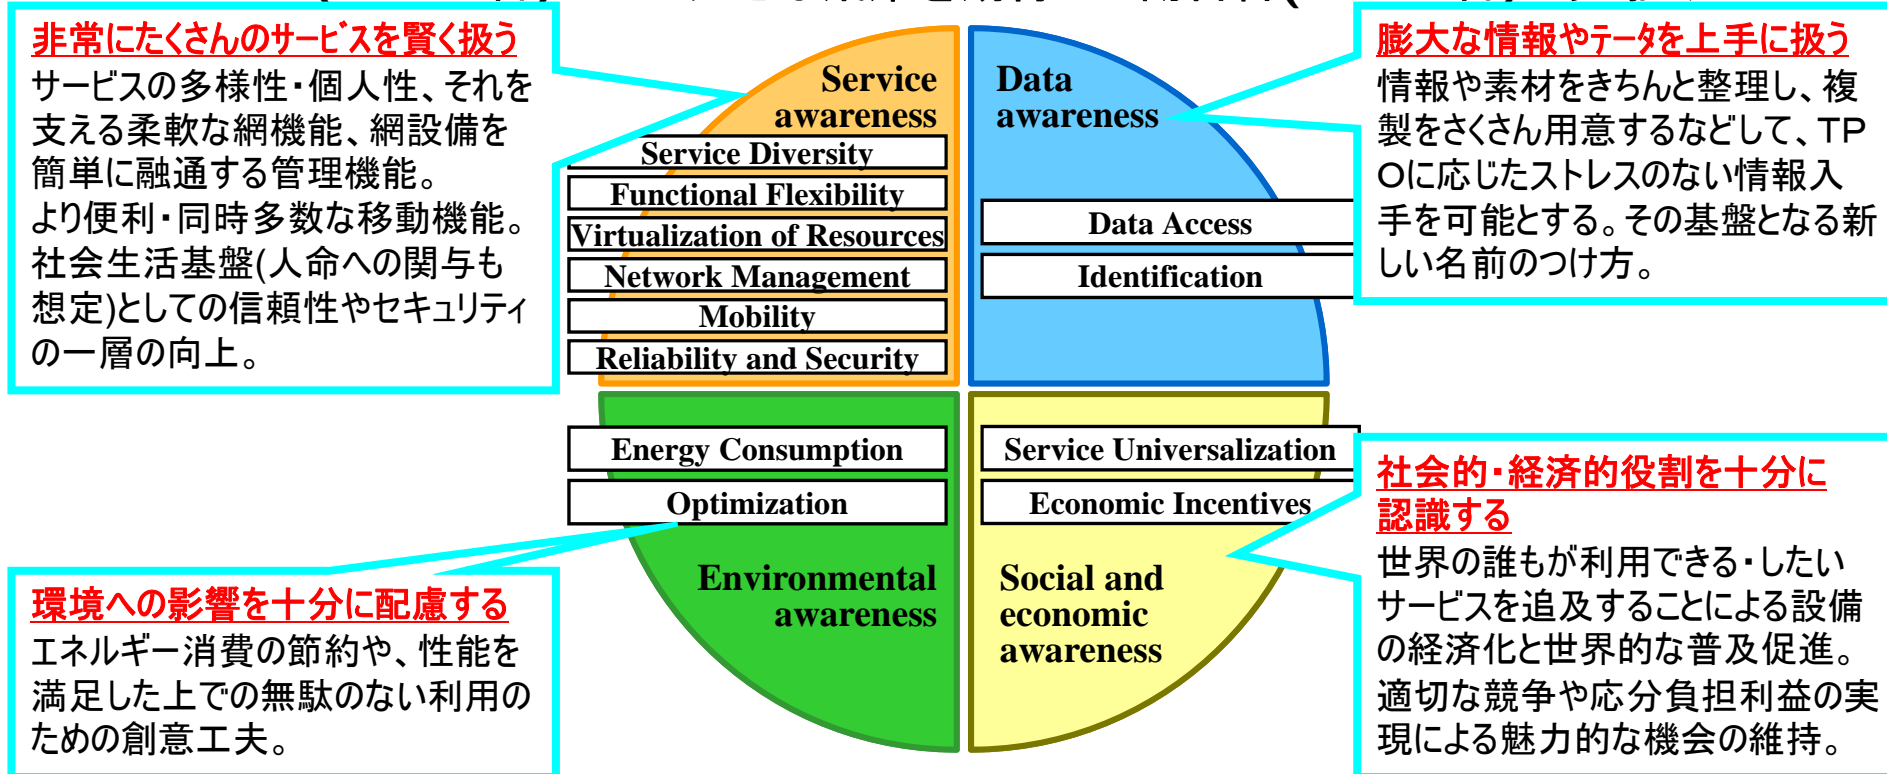 非常にたくさんのサービスを賢く扱う
サービスの多様性・個人性、それを
支える柔軟な網機能、網設備を
簡単に融通する管理機能。
より便利・同時多数な移動機能。
社会生活基盤(人命への関与も
想定)としての信頼性やセキュリティ
の一層の向上。
Service
awareness
Service Diversity
Functional Flexibility
Virtualization of Resources
Network Management
Mobility
Reliability and Security
Data
awareness
Data Access
Identification
膨大な情報やデータを上手に扱う
情報や素材をきちんと整理し、複
製をさくさん用意するなどして、TP
Oに応じたストレスのない情報入
手を可能とする。その基盤となる新
しい名前のつけ方。
Energy Consumption
Optimization
Environmental
awareness
環境への影響を十分に配慮する
エネルギー消費の節約や、性能を
満足した上での無駄のない利用の
ための創意工夫。
Service Universalization
Economic Incentives
Social and
economic
awareness
社会的・経済的役割を十分に
認識する
世界の誰もが利用できる・したい
サービスを追及することによる設備
の経済化と世界的な普及促進。
適切な競争や応分負担利益の実
現による魅力的な機会の維持。